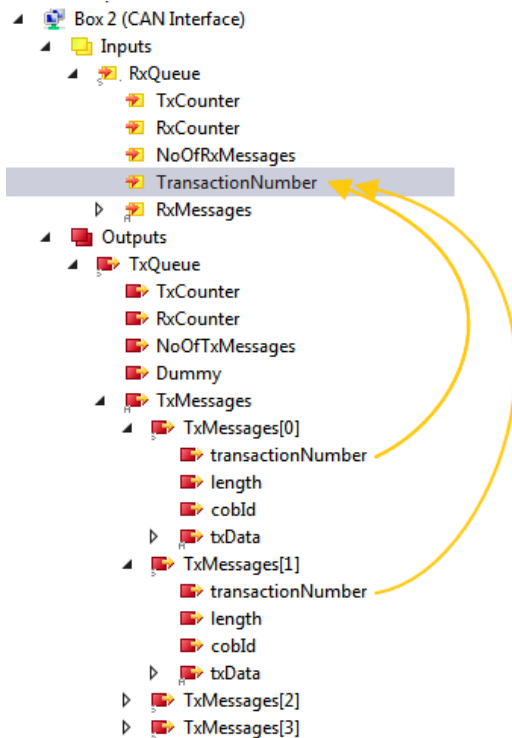 Box 2 (CAN Interface)
Inputs
RxQueue
TxCounter
RxCounter
NoOfRxMessages
TransactionNumber
RxMessages
Outputs
TxQueue
TxCounter
RxCounter
NoOfTxMessages
Dummy
TxMessages
TxMessages[0]
transactionNumber
length
cobId
txData
TxMessages[1]
transactionNumber
length
cobId
txData
TxMessages[2]
TxMessages[3]